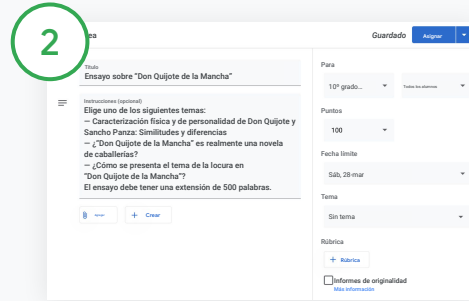 2
ea
Guardado
Asignar
Título
Ensayo sobre "Don Quijote de la Mancha"
Instrucciones (opcional)
Elige uno de los siguientes temas:
— Caracterización física y de personalidad de Don Quijote y
Sancho Panza: Similitudes y diferencias
— ¿"Don Quijote de la Mancha" es realmente una novela
de caballerías?
— ¿Cómo se presenta el tema de la locura en
"Don Quijote de la Mancha"?
El ensayo debe tener una extensión de 500 palabras.
+ Crear
Para
10º grado...
Todos los alumnos
Puntos
100
Fecha límite
Sáb, 28-mar
Tema
Sin tema
Rúbrica
+ Rúbrica
Informes de originalidad
Más información